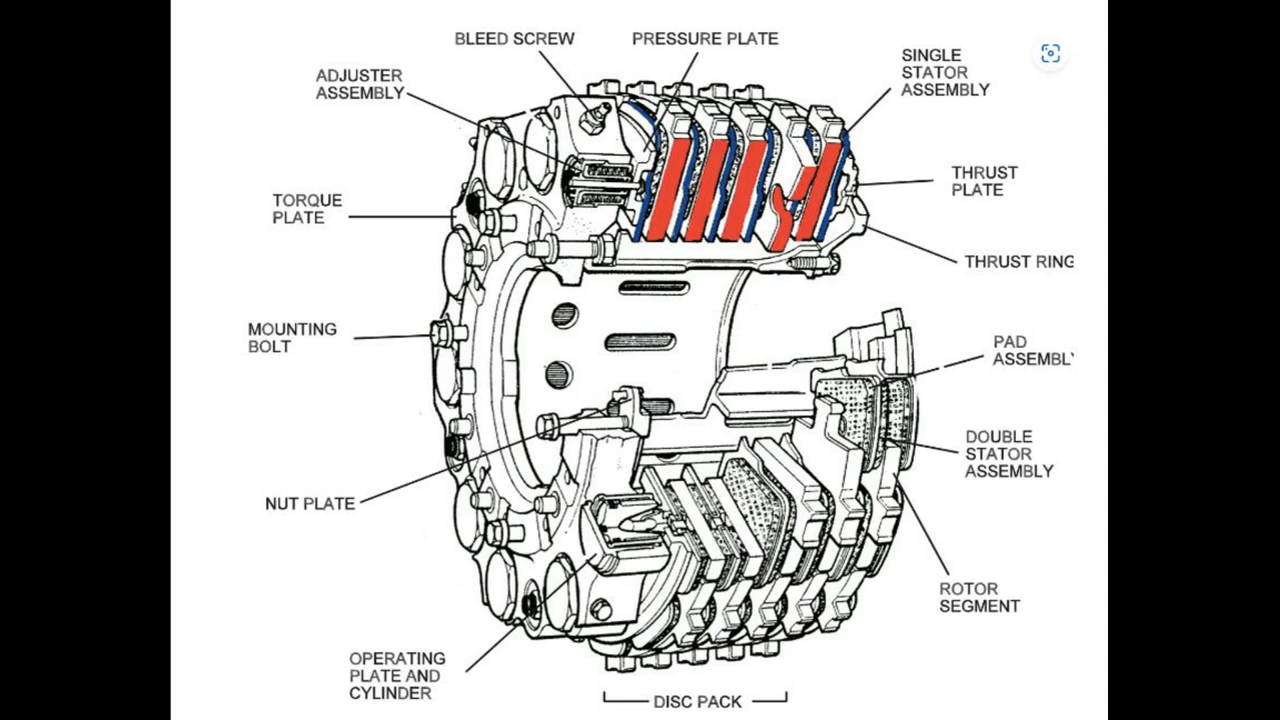 BLEED SCREW
PRESSURE PLATE
SINGLE
STATOR
ASSEMBLY
ADJUSTER
ASSEMBLY
THRUST
PLATE
TORQUE
PLATE
THRUST RING
MOUNTING
BOLT
PAD
ASSEMBLY
DOUBLE
STATOR
ASSEMBLY
NUT PLATE
ROTOR
SEGMENT
OPERATING
PLATE AND
CYLINDER
DISC PACK